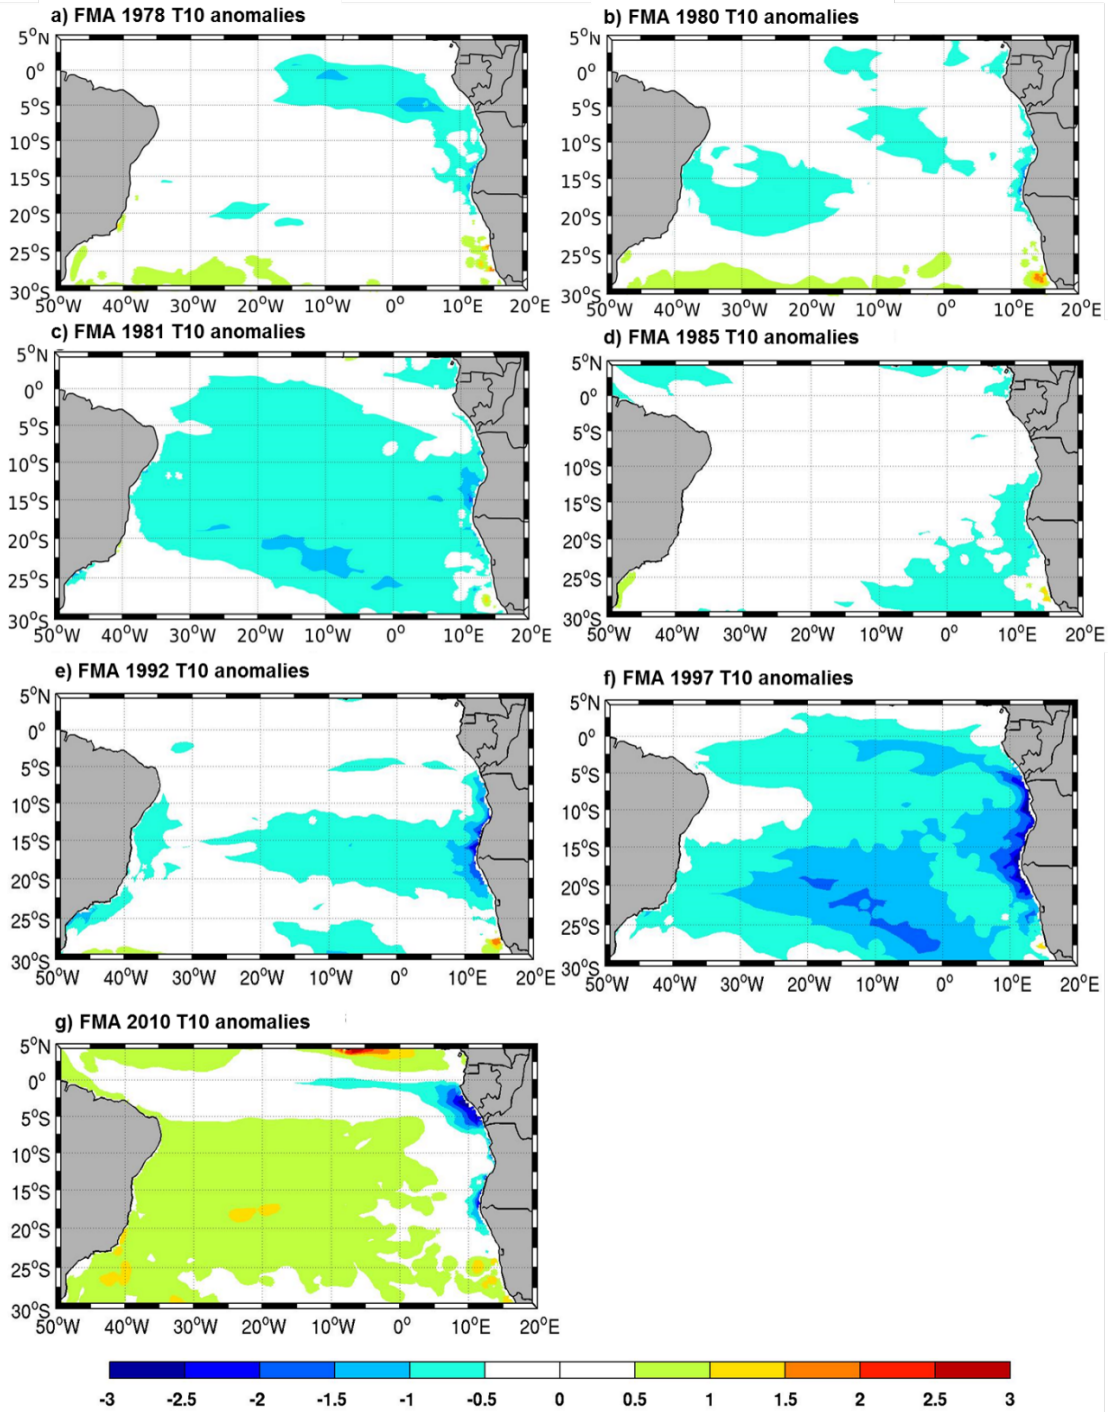 a) FMA 1978 T10 anomalies
5°N
0°
5°S
10°S
15°S
20°S
25°S
30°S
50°W 40°W 30°W 20°W 10°W 0° 10°E 20°E
b) FMA 1980 T10 anomalies
5°N
0°
5°S
10°S
15°S
20°S
25°S
30°S
50°W 40°W 30°W 20°W 10°W 0° 10°E 20°E
c) FMA 1981 T10 anomalies
5°N
0°
5°S
10°S
15°S
20°S
25°S
30°S
50°W 40°W 30°W 20°W 10°W 0° 10°E 20°E
d) FMA 1985 T10 anomalies
5°N
0°
5°S
10°S
15°S
20°S
25°S
30°S
50°W 40°W 30°W 20°W 10°W 0° 10°E 20°E
e) FMA 1992 T10 anomalies
5°N
0°
5°S
10°S
15°S
20°S
25°S
30°S
50°W 40°W 30°W 20°W 10°W 0° 10°E 20°E
f) FMA 1997 T10 anomalies
5°N
0°
5°S
10°S
15°S
20°S
25°S
30°S
50°W 40°W 30°W 20°W 10°W 0° 10°E 20°E
g) FMA 2010 T10 anomalies
5°N
0°
5°S
10°S
15°S
20°S
25°S
30°S
50°W 40°W 30°W 20°W 10°W 0° 10°E 20°E
-3 -2.5 -2 -1.5 -1 -0.5 0 0.5 1 1.5 2 2.5 3